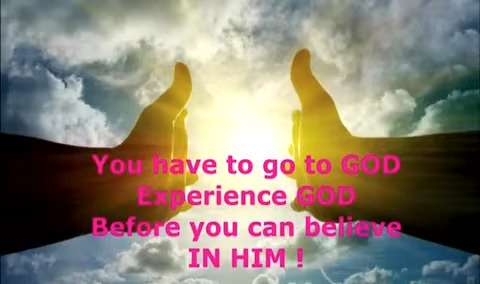 You have to go to GOD
Experience GOD
Before you can believe
IN HIM !